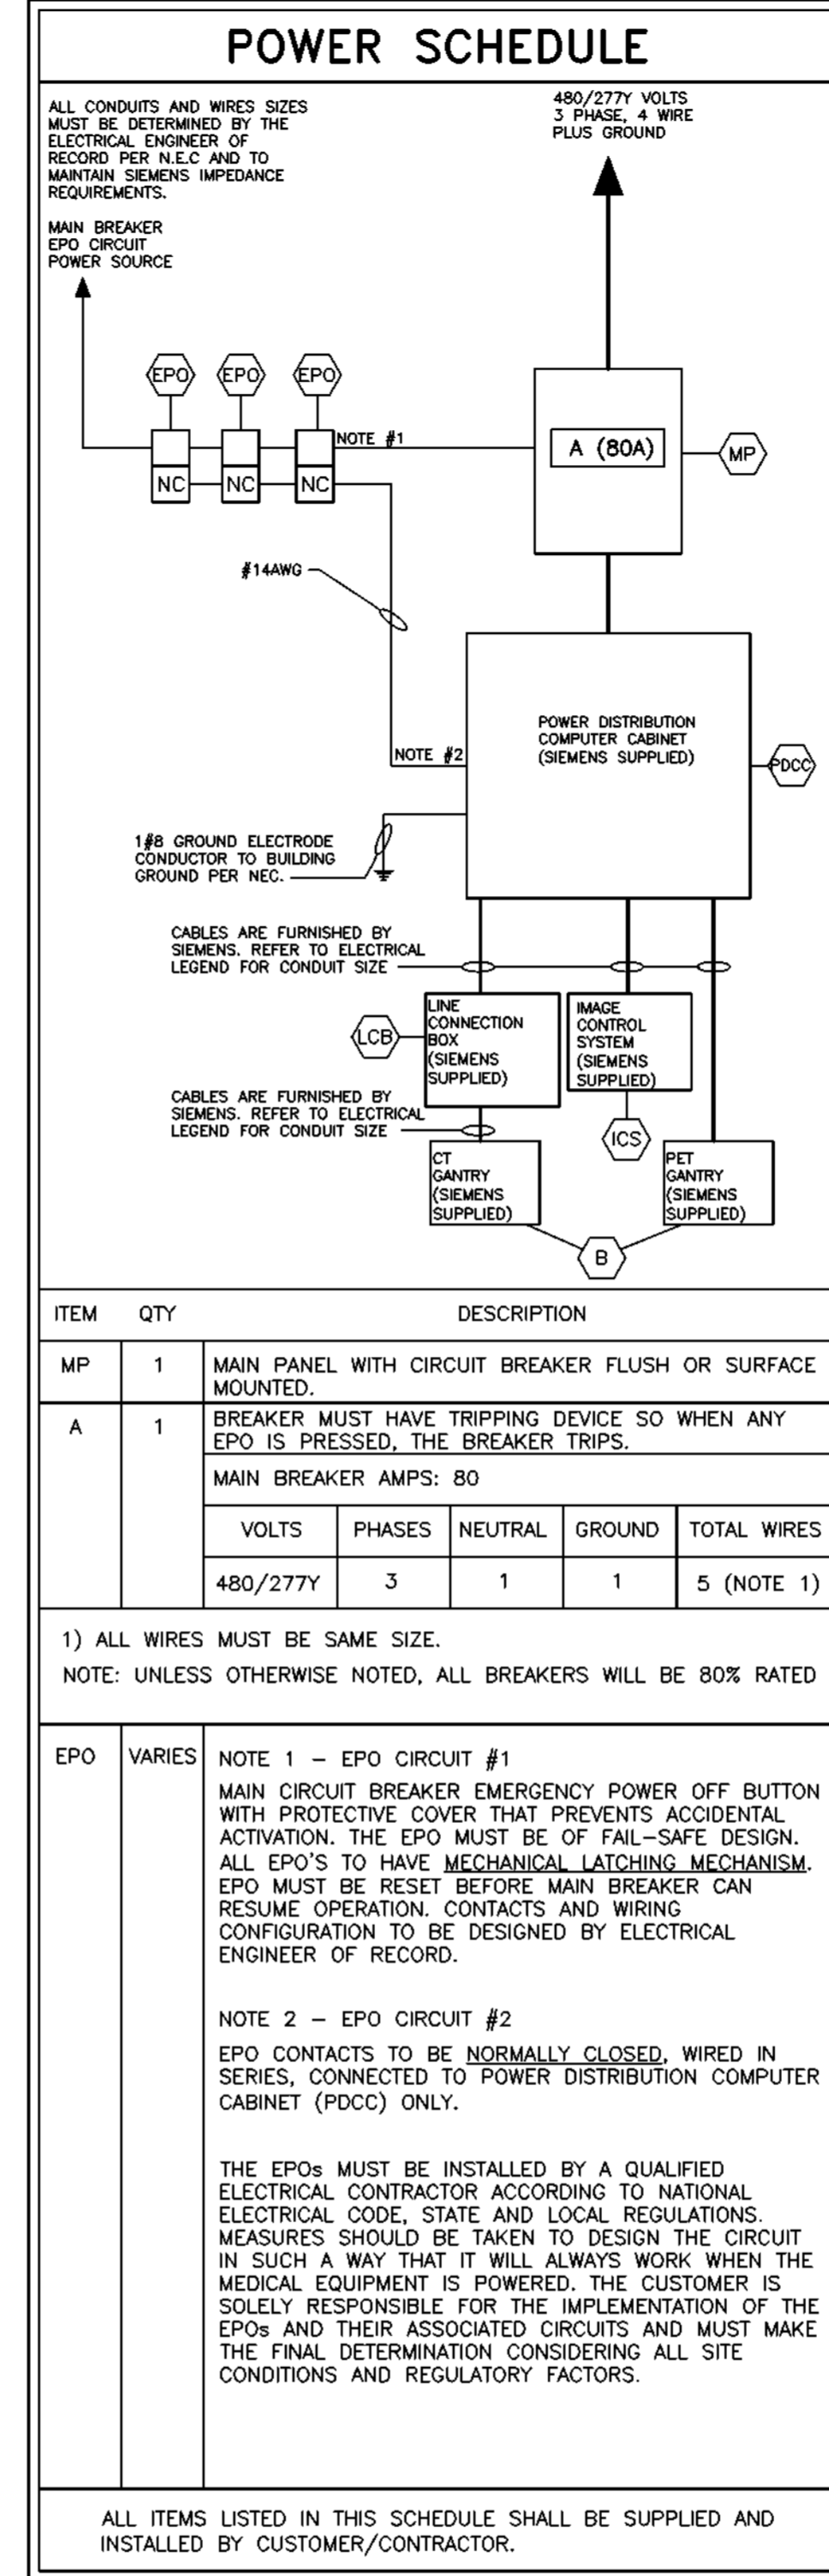 POWER SCHEDULE
ALL CONDUITS AND WIRES SIZES
MUST BE DETERMINED BY THE
ELECTRICAL ENGINEER OF
RECORD PER N.E.C AND TO
MAINTAIN SIEMENS IMPEDANCE
REQUIREMENTS.
480/277Y VOLTS
3 PHASE, 4 WIRE
PLUS GROUND
MAIN BREAKER
EPO CIRCUIT
POWER SOURCE
EPO
EPO
EPO
NOTE #1
A (80A)
MP
NC
NC
NC
#14AWG
POWER DISTRIBUTION
COMPUTER CABINET
(SIEMENS SUPPLIED)
NOTE #2
PDCC
1#8 GROUND ELECTRODE
CONDUCTOR TO BUILDING
GROUND PER NEC.
CABLES ARE FURNISHED BY
SIEMENS. REFER TO ELECTRICAL
LEGEND FOR CONDUIT SIZE
LCB
LINE
CONNECTION
BOX
(SIEMENS
SUPPLIED)
IMAGE
CONTROL
SYSTEM
(SIEMENS
SUPPLIED)
CABLES ARE FURNISHED BY
SIEMENS. REFER TO ELECTRICAL
LEGEND FOR CONDUIT SIZE
ICS
CT
GANTRY
(SIEMENS
SUPPLIED)
PET
GANTRY
(SIEMENS
SUPPLIED)
B
ITEM QTY DESCRIPTION
MP 1 MAIN PANEL WITH CIRCUIT BREAKER FLUSH OR SURFACE
MOUNTED.
A 1 BREAKER MUST HAVE TRIPPING DEVICE SO WHEN ANY
EPO IS PRESSED, THE BREAKER TRIPS.
MAIN BREAKER AMPS: 80
VOLTS PHASES NEUTRAL GROUND TOTAL WIRES
480/277Y 3 1 1 5 (NOTE 1)
1) ALL WIRES MUST BE SAME SIZE.
NOTE: UNLESS OTHERWISE NOTED, ALL BREAKERS WILL BE 80% RATED
EPO VARIES NOTE 1 – EPO CIRCUIT #1
MAIN CIRCUIT BREAKER EMERGENCY POWER OFF BUTTON
WITH PROTECTIVE COVER THAT PREVENTS ACCIDENTAL
ACTIVATION. THE EPO MUST BE OF FAIL–SAFE DESIGN.
ALL EPO'S TO HAVE MECHANICAL LATCHING MECHANISM.
EPO MUST BE RESET BEFORE MAIN BREAKER CAN
RESUME OPERATION. CONTACTS AND WIRING
CONFIGURATION TO BE DESIGNED BY ELECTRICAL
ENGINEER OF RECORD.
NOTE 2 – EPO CIRCUIT #2
EPO CONTACTS TO BE NORMALLY CLOSED, WIRED IN
SERIES, CONNECTED TO POWER DISTRIBUTION COMPUTER
CABINET (PDCC) ONLY.
THE EPOs MUST BE INSTALLED BY A QUALIFIED
ELECTRICAL CONTRACTOR ACCORDING TO NATIONAL
ELECTRICAL CODE, STATE AND LOCAL REGULATIONS.
MEASURES SHOULD BE TAKEN TO DESIGN THE CIRCUIT
IN SUCH A WAY THAT IT WILL ALWAYS WORK WHEN THE
MEDICAL EQUIPMENT IS POWERED. THE CUSTOMER IS
SOLELY RESPONSIBLE FOR THE IMPLEMENTATION OF THE
EPOs AND THEIR ASSOCIATED CIRCUITS AND MUST MAKE
THE FINAL DETERMINATION CONSIDERING ALL SITE
CONDITIONS AND REGULATORY FACTORS.
ALL ITEMS LISTED IN THIS SCHEDULE SHALL BE SUPPLIED AND
INSTALLED BY CUSTOMER/CONTRACTOR.